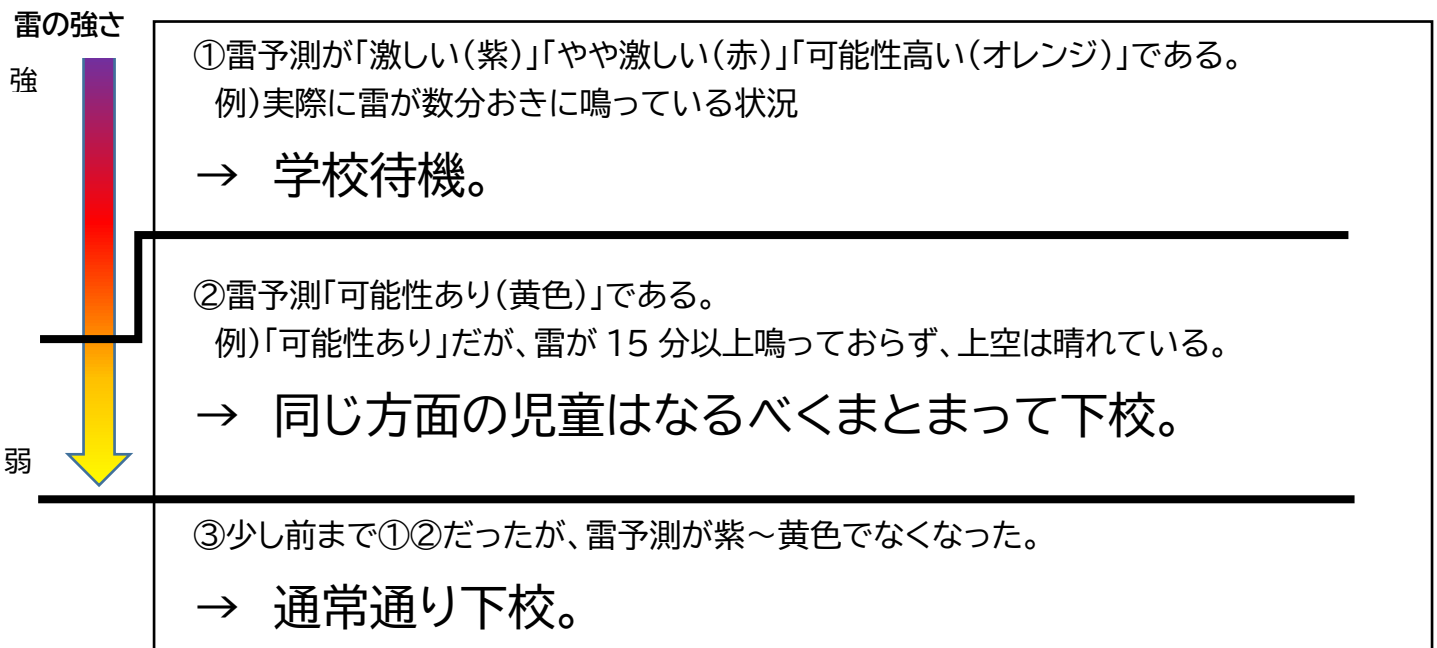 雷の強さ
強
弱
①雷予測が「激しい(紫)」「やや激しい(赤)」「可能性高い(オレンジ)」である。
例)実際に雷が数分おきに鳴っている状況
→ 学校待機。
②雷予測「可能性あり(黄色)」である。
例)「可能性あり」だが、雷が 15 分以上鳴っておらず、上空は晴れている。
→ 同じ方面の児童はなるべくまとまって下校。
③少し前まで①②だったが、雷予測が紫～黄色でなくなった。
→ 通常通り下校。